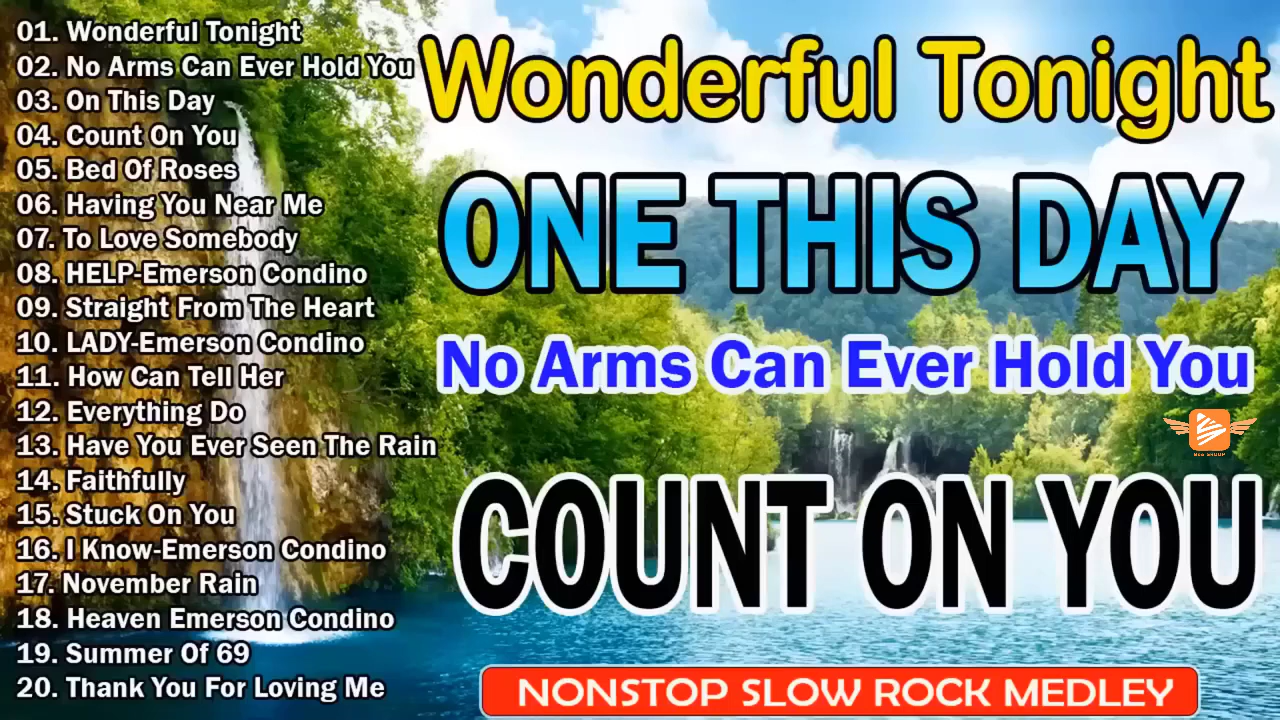 01. Wonderful Tonight
02. No Arms Can Ever Hold You
03. On This Day
04. Count On You
05. Bed Of Roses
06. Having You Near Me
07. To Love Somebody
08. HELP-Emerson Condino
09. Straight From The Heart
10. LADY-Emerson Condino
11. How Can Tell Her
12. Everything Do
13. Have You Ever Seen The Rain
14. Faithfully
15. Stuck On You
16. I Know-Emerson Condino
17. November Rain
18. Heaven Emerson Condino
19. Summer Of 69
20. Thank You For Loving Me
Wonderful Tonight
ONE THIS DAY
No Arms Can Ever Hold You
COUNT ON YOU
NONSTOP SLOW ROCK MEDLEY